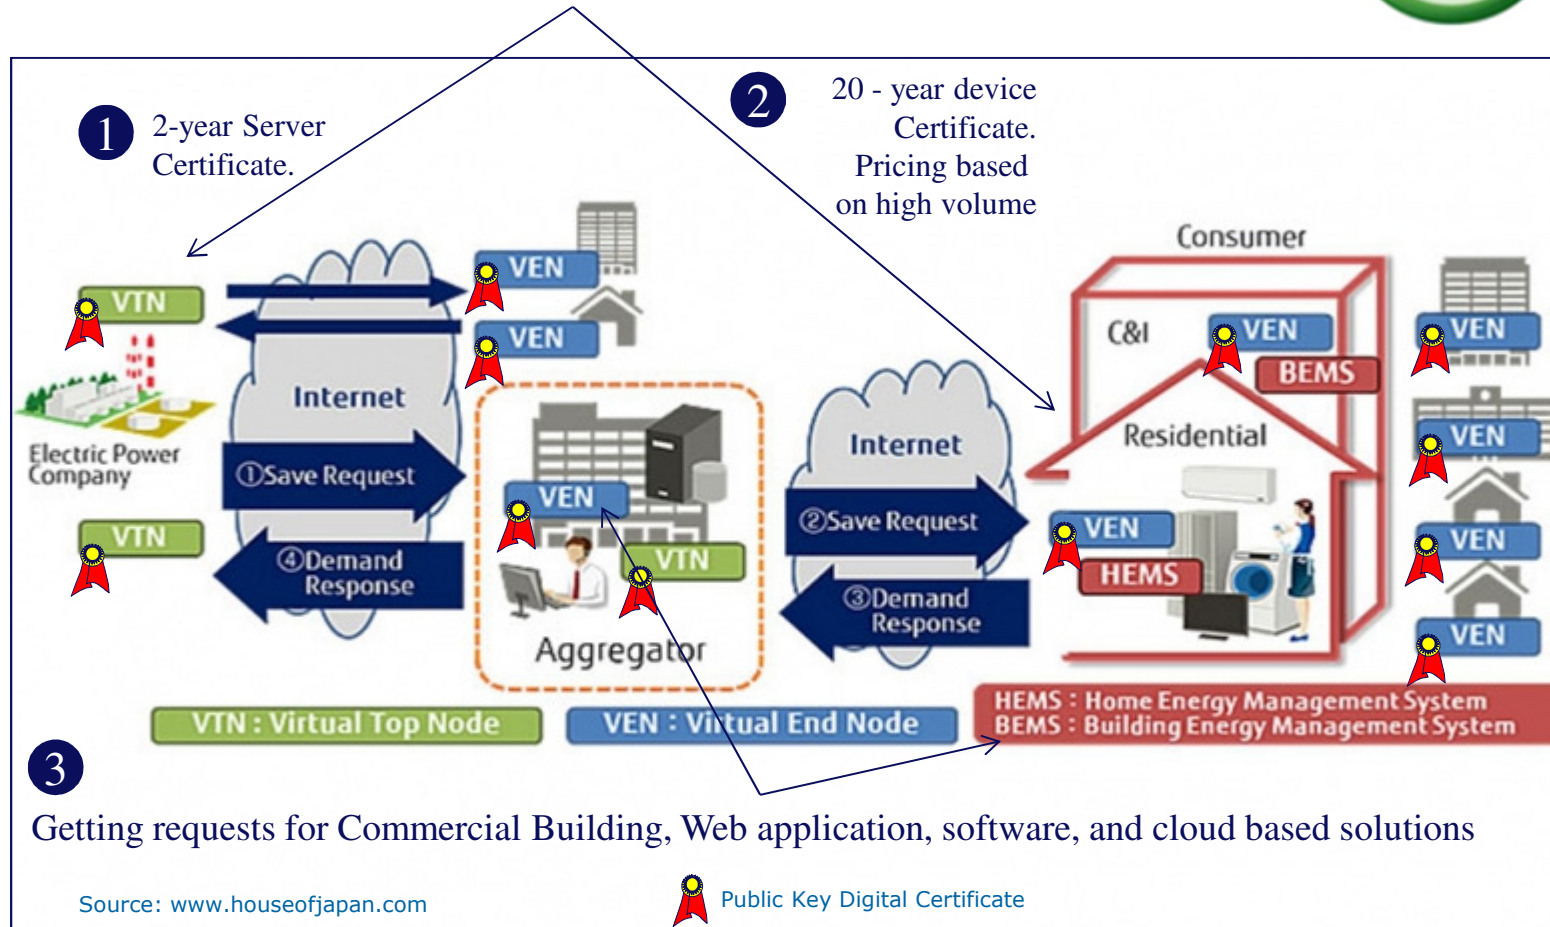 1
2-year Server
Certificate.
2
20 - year device
Certificate.
Pricing based
on high volume
VTN
VEN
VEN
Internet
Electric Power
Company
①Save Request
④Demand
Response
VTN
VEN
VTN
Aggregator
Internet
②Save Request
③Demand
Response
Consumer
C&I
VEN
BEMS
Residential
VEN
HEMS
VEN
VEN
VEN
VEN
VTN : Virtual Top Node
VEN : Virtual End Node
HEMS : Home Energy Management System
BEMS : Building Energy Management System
3
Getting requests for Commercial Building, Web application, software, and cloud based solutions
Source: www.houseofjapan.com
Public Key Digital Certificate